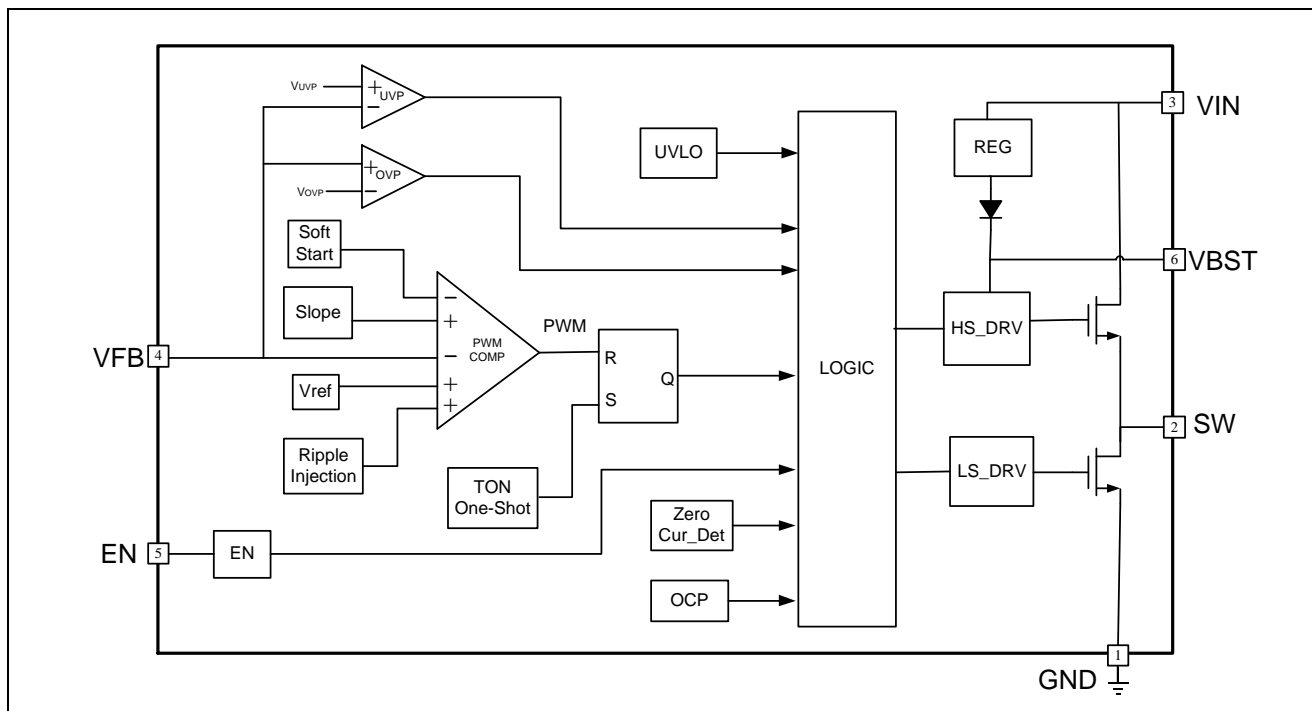 VUVP
+
UVP
−
3
VIN
UVLO
REG
+
OVP
VOVP
−
Soft
Start
6
VBST
Slope
−
+
HS_DRV
PWM
VFB
4
−
PWM
COMP
R
Q
LOGIC
Vref
+
S
+
2
SW
Ripple
Injection
TON
One-Shot
LS_DRV
Zero
Cur_Det
EN
5
EN
OCP
1
GND